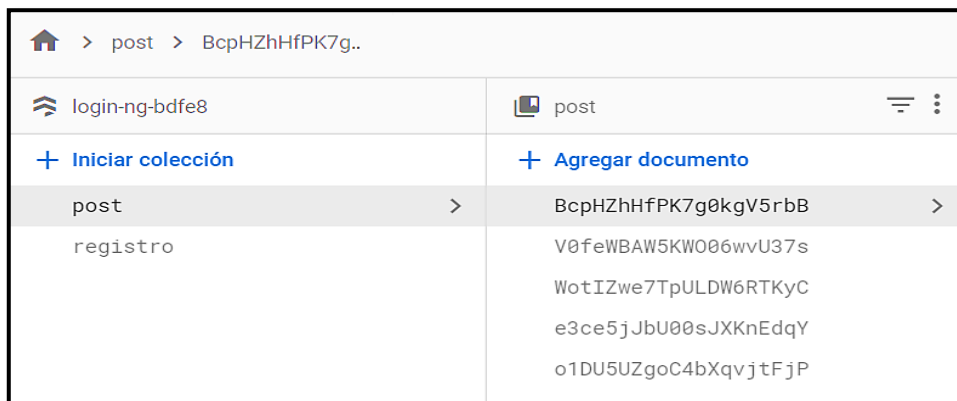 post BcpHZhHfPK7g..
login-ng-bdfe8
Iniciar colección
post
registro
post
Agregar documento
BcpHZhHfPK7g0kgV5rbB
V0feWBAW5KWO06wvU37s
WotIZwe7TpULDW6RTKyC
e3ce5jJbU00sJXKnEdqY
o1DU5UZgoC4bXqvjtFjP